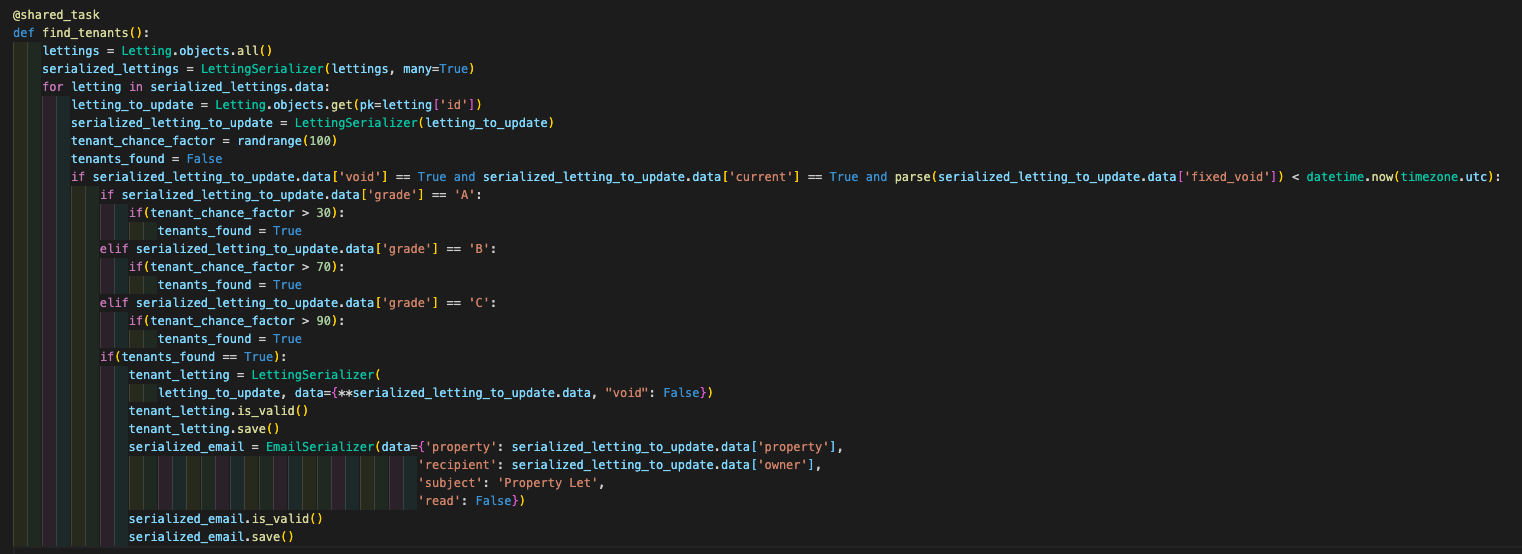 @shared_task
def find_tenants():
    lettings = Letting.objects.all()
    serialized_lettings = LettingSerializer(lettings, many=True)
    for letting in serialized_lettings.data:
        letting_to_update = Letting.objects.get(pk=letting['id'])
        serialized_letting_to_update = LettingSerializer(letting_to_update)
        tenant_chance_factor = randrange(100)
        tenants_found = False
        if serialized_letting_to_update.data['void'] == True and serialized_letting_to_update.data['current'] == True and parse(serialized_letting_to_update.data['fixed_void']) < datetime.now(timezone.utc):
            if serialized_letting_to_update.data['grade'] == 'A':
                if(tenant_chance_factor > 30):
                    tenants_found = True
            elif serialized_letting_to_update.data['grade'] == 'B':
                if(tenant_chance_factor > 70):
                    tenants_found = True
            elif serialized_letting_to_update.data['grade'] == 'C':
                if(tenant_chance_factor > 90):
                    tenants_found = True
            if(tenants_found == True):
                tenant_letting = LettingSerializer(
                    letting_to_update, data={**serialized_letting_to_update.data, "void": False})
                tenant_letting.is_valid()
                tenant_letting.save()
                serialized_email = EmailSerializer(data={'property': serialized_letting_to_update.data['property'],
                                                        'recipient': serialized_letting_to_update.data['owner'],
                                                        'subject': 'Property Let',
                                                        'read': False})
                serialized_email.is_valid()
                serialized_email.save()